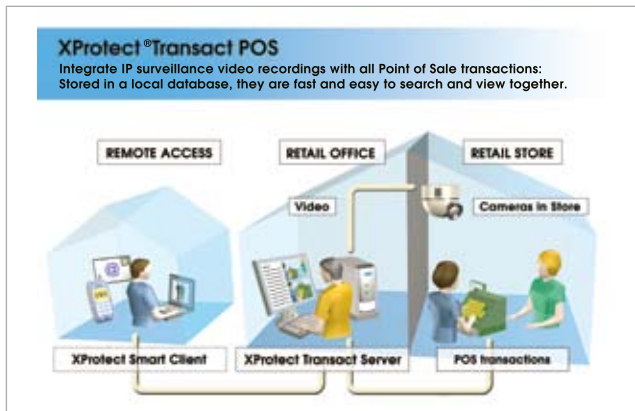 XProtect ®Transact POS
Integrate IP surveillance video recordings with all Point of Sale transactions:
Stored in a local database, they are fast and easy to search and view together.
REMOTE ACCESS
RETAIL OFFICE
RETAIL STORE
Video
Cameras in Store
@
XProtect Smart Client
XProtect Transact Server
POS transactions